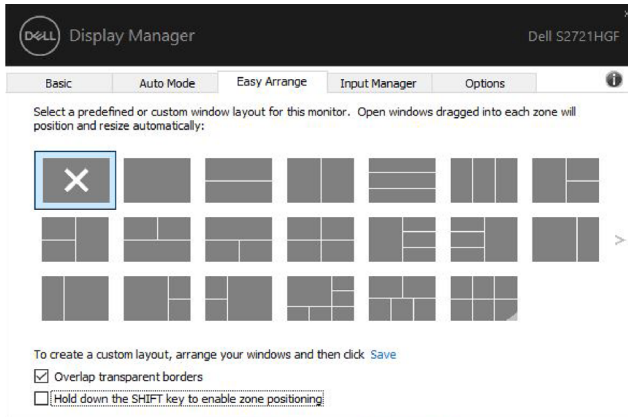 DELL Display Manager
Dell S2721HGF
Basic Auto Mode Easy Arrange Input Manager Options
Select a predefined or custom window layout for this monitor. Open windows dragged into each zone will
position and resize automatically:
To create a custom layout, arrange your windows and then click Save
Overlap transparent borders
Hold down the SHIFT key to enable zone positioning